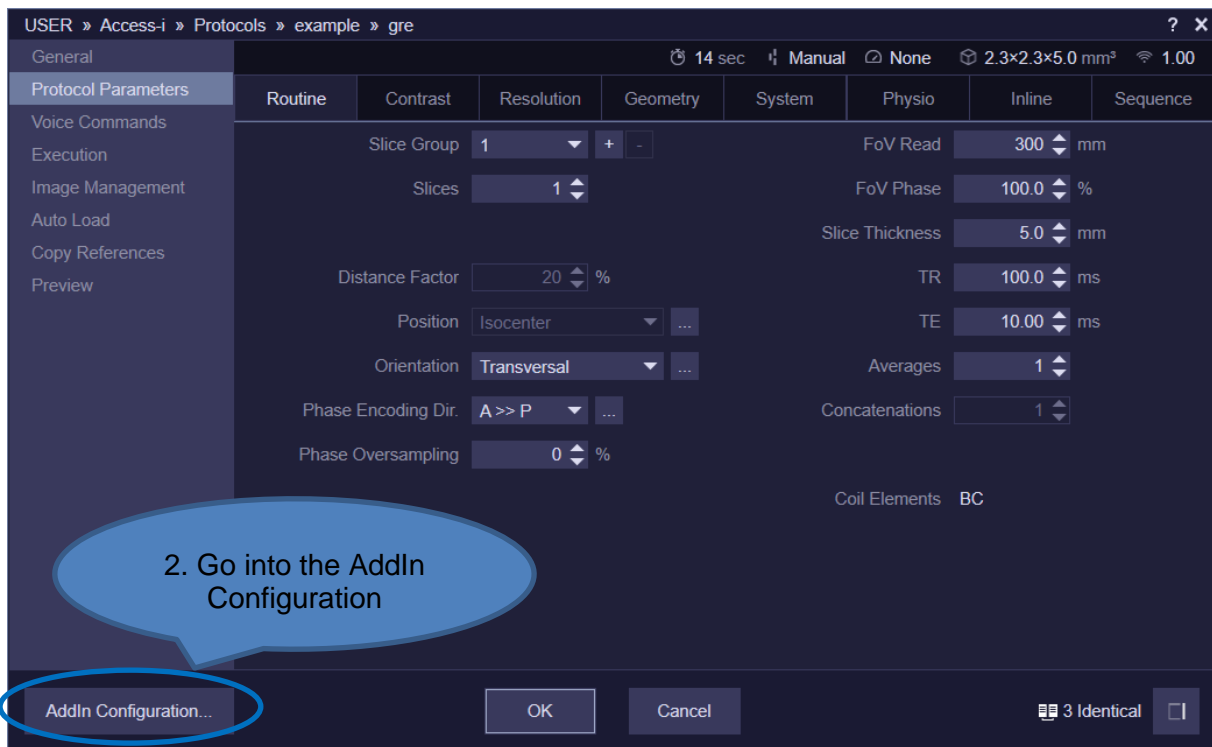 USER » Access-i » Protocols » example » gre ? ×
General
Protocol Parameters
Voice Commands
Execution
Image Management
Auto Load
Copy References
Preview
14 sec Manual None 2.3×2.3×5.0 mm³ 1.00
Routine Contrast Resolution Geometry System Physio Inline Sequence
Slice Group 1 + - FoV Read 300 mm
Slices 1 FoV Phase 100.0 %
Slice Thickness 5.0 mm
Distance Factor 20 % TR 100.0 ms
Position Isocenter ... TE 10.00 ms
Orientation Transversal ... Averages 1
Phase Encoding Dir. A >> P ... Concatenations 1
Phase Oversampling 0 %
Coil Elements BC
2. Go into the AddIn
Configuration
AddIn Configuration... OK Cancel 3 Identical